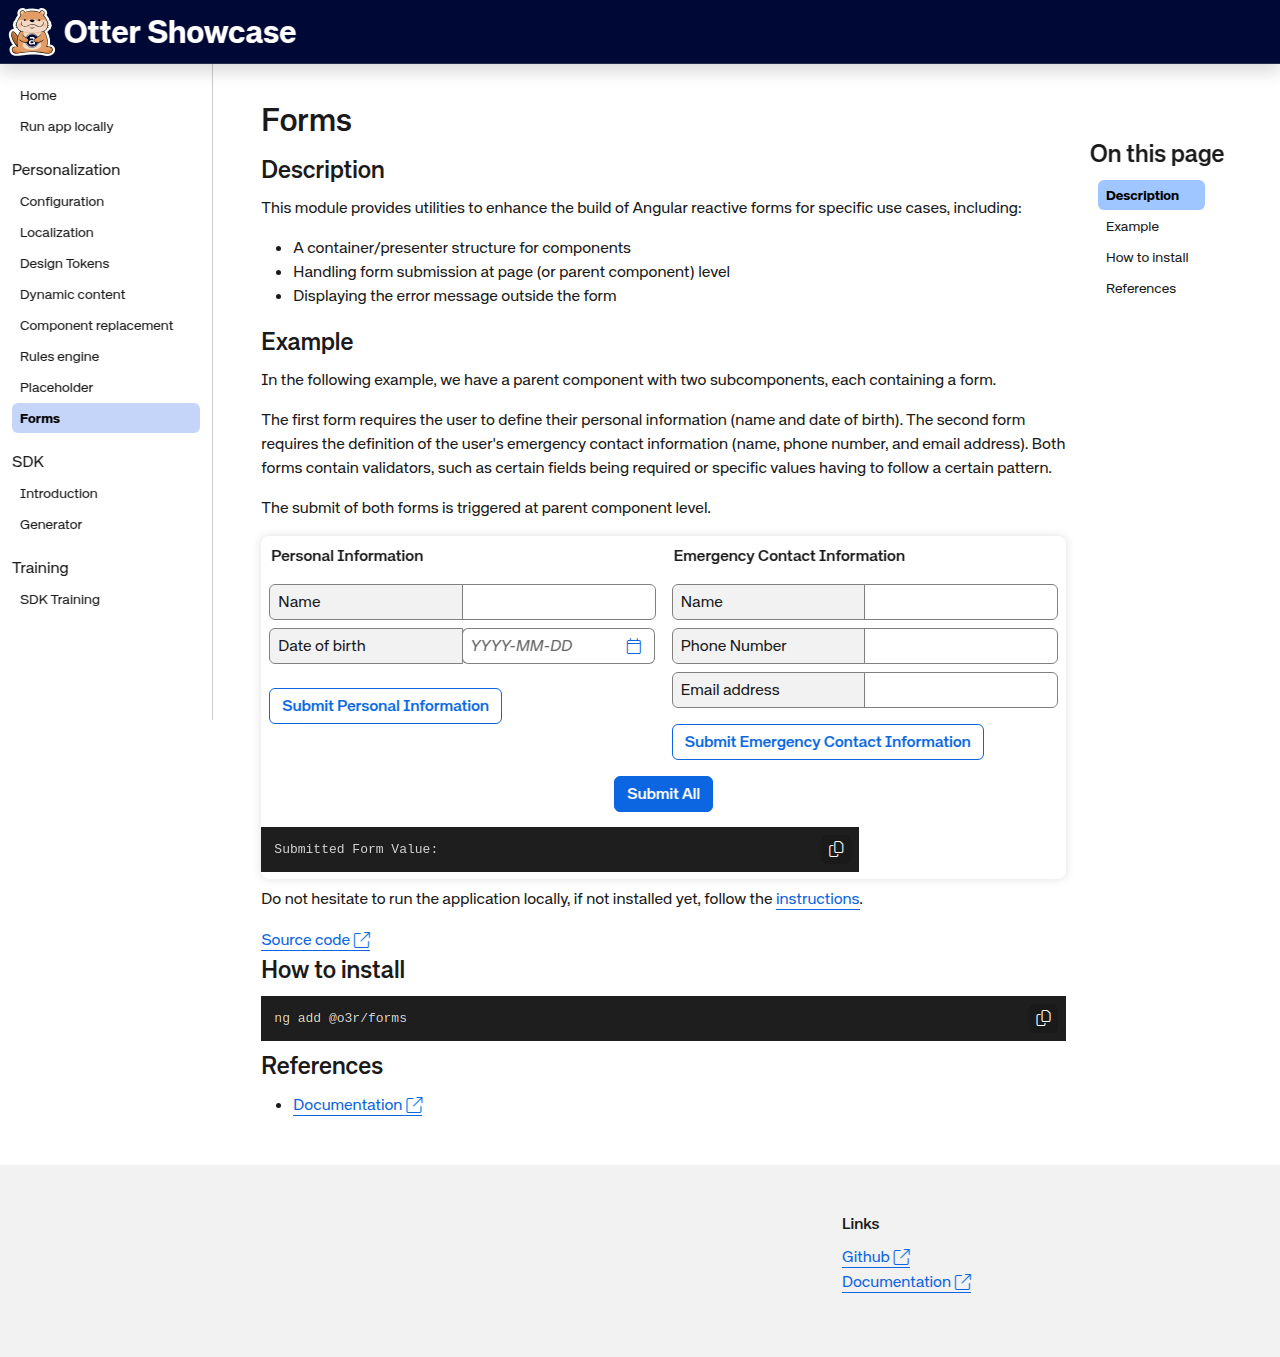 Otter Showcase
Home
Run app locally
Personalization
Configuration
Localization
Design Tokens
Dynamic content
Component replacement
Rules engine
Placeholder
Forms
SDK
Introduction
Generator
Training
SDK Training
Forms
Description
This module provides utilities to enhance the build of Angular reactive forms for specific use cases, including:
A container/presenter structure for components
Handling form submission at page (or parent component) level
Displaying the error message outside the form
Example
In the following example, we have a parent component with two subcomponents, each containing a form.
The first form requires the user to define their personal information (name and date of birth). The second form
requires the definition of the user's emergency contact information (name, phone number, and email address). Both
forms contain validators, such as certain fields being required or specific values having to follow a certain pattern.
The submit of both forms is triggered at parent component level.
Personal Information
Name
Date of birth
YYYY-MM-DD
Submit Personal Information
Emergency Contact Information
Name
Phone Number
Email address
Submit Emergency Contact Information
Submit All
Submitted Form Value:
Do not hesitate to run the application locally, if not installed yet, follow the instructions.
Source code
How to install
ng add @o3r/forms
References
Documentation
On this page
Description
Example
How to install
References
Links
Github
Documentation